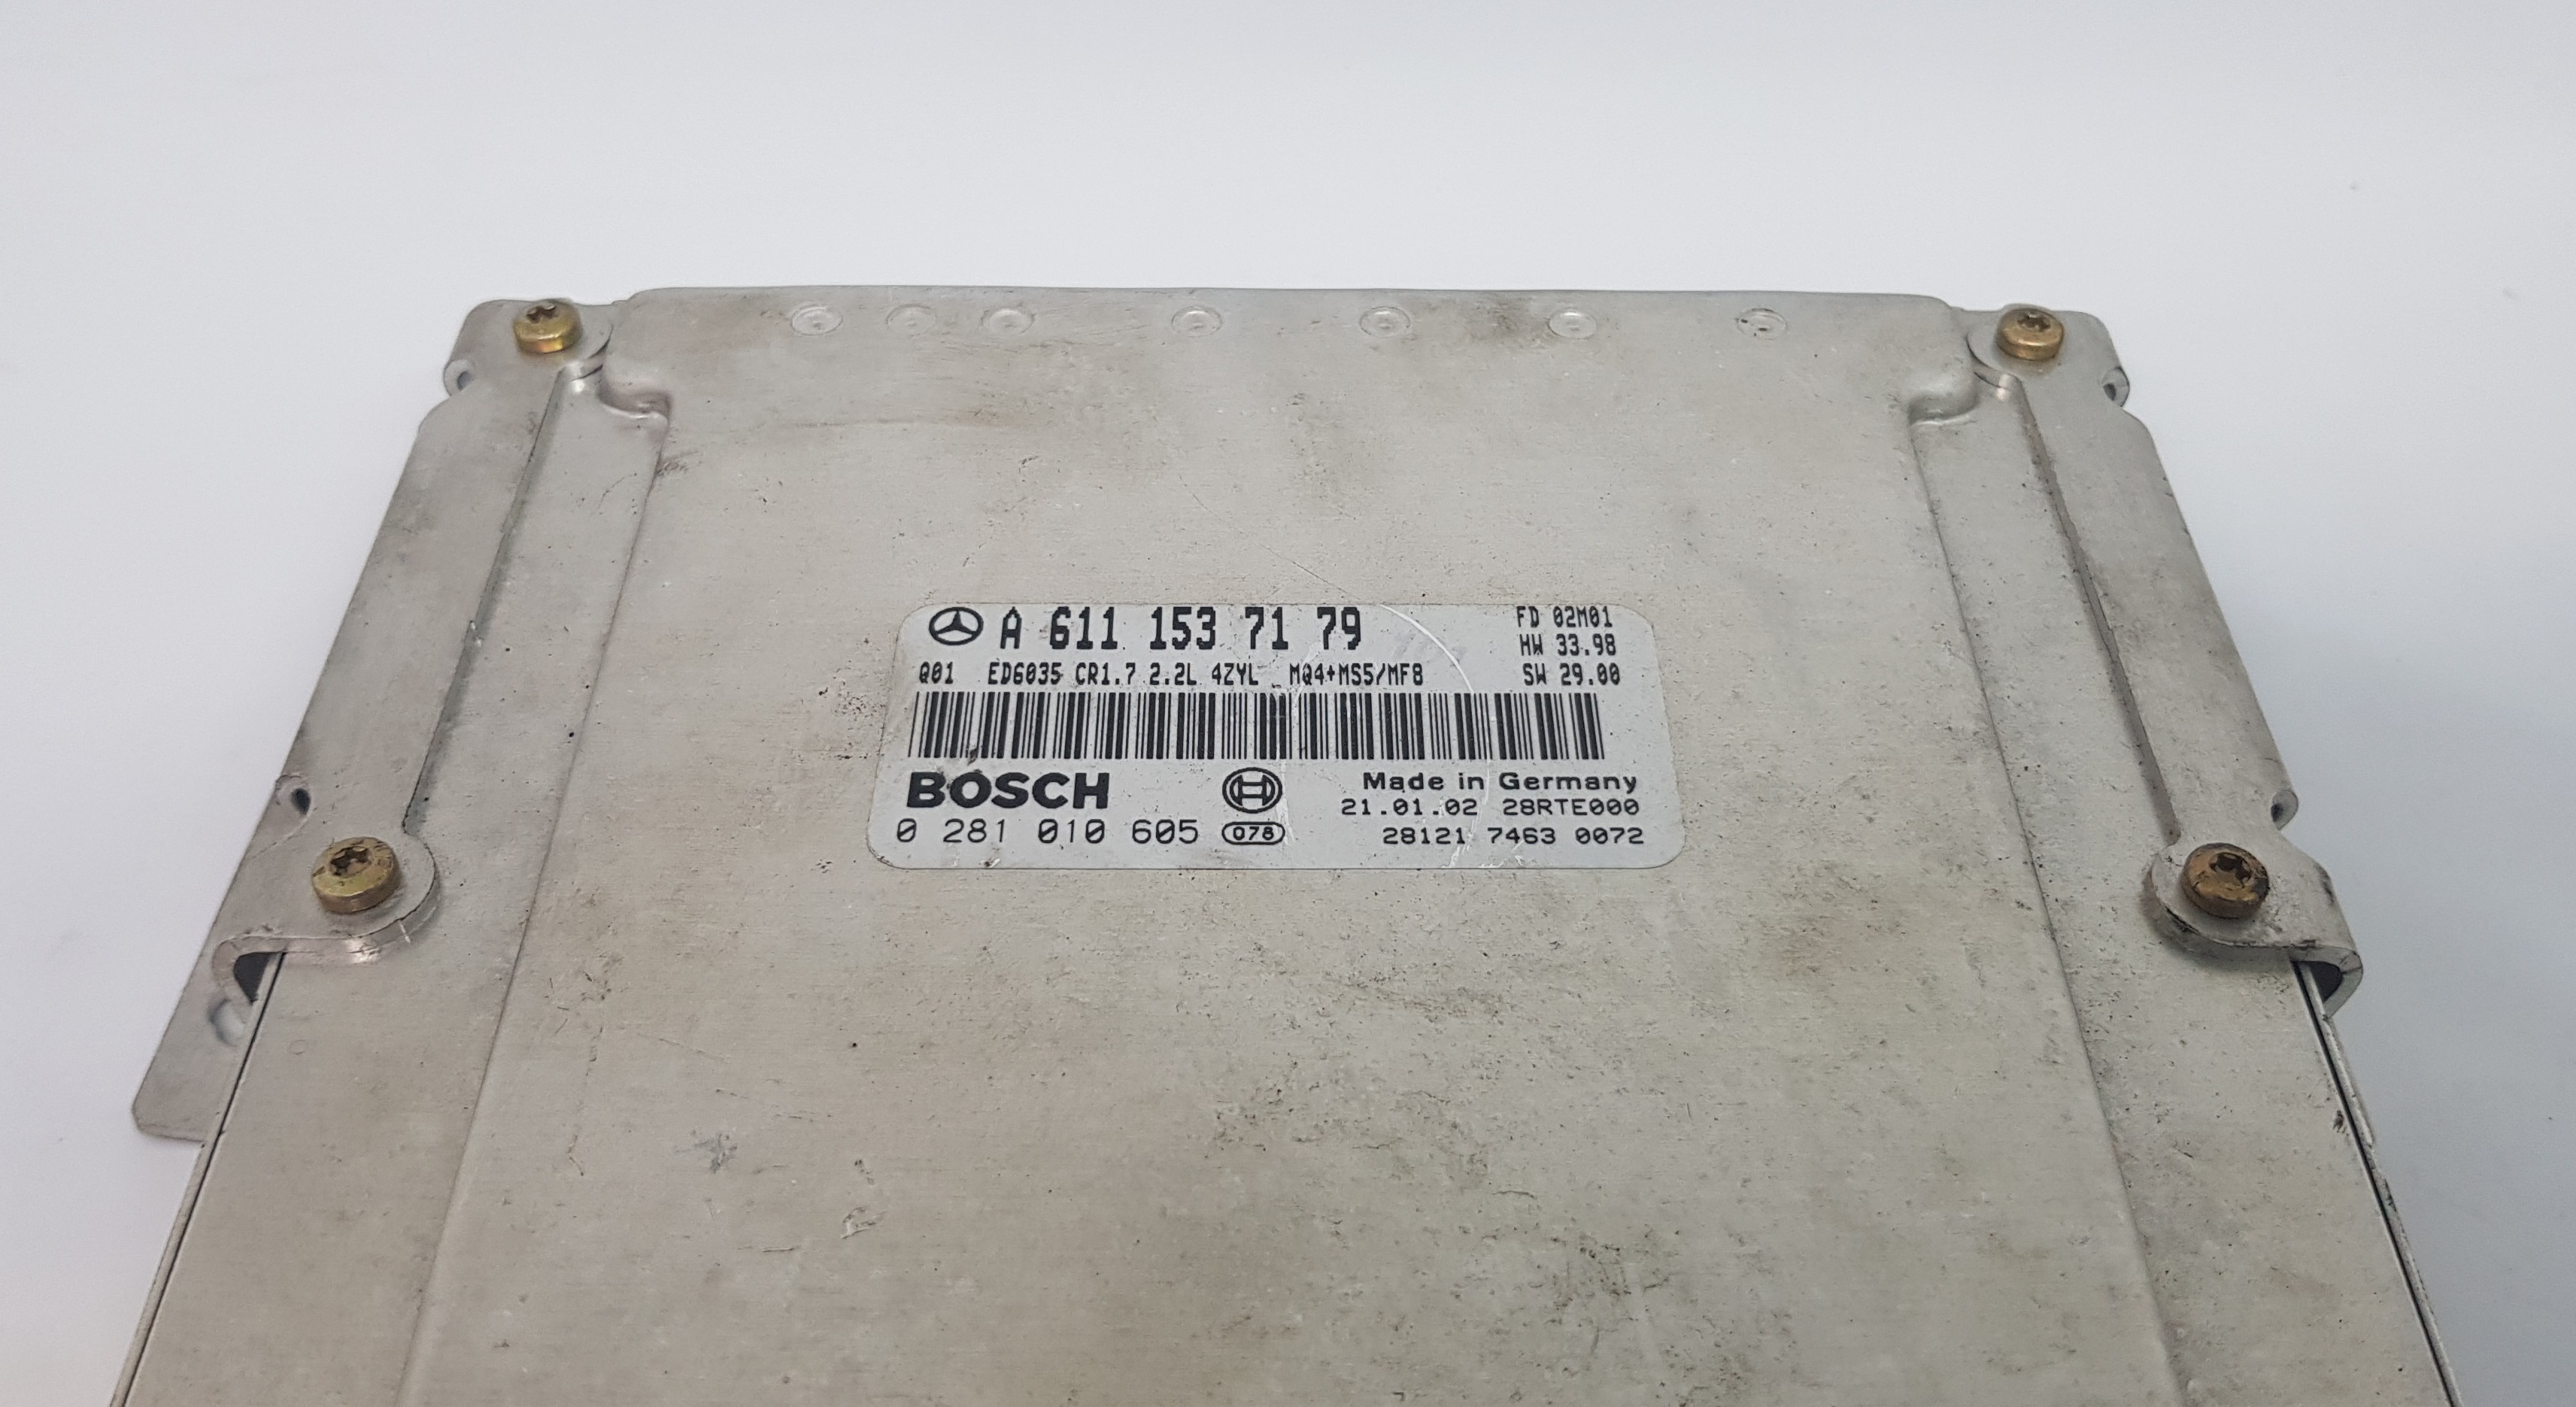 A 611 153 71 79
FD 02M01
HW 33.98
Q01 ED6035 CR1.7 2.2L 4ZYL MQ4+MS5/MF8
SW 29.00
BOSCH
Made in Germany
21.01.02 28RTE000
0 281 010 605
078
28121 7463 0072